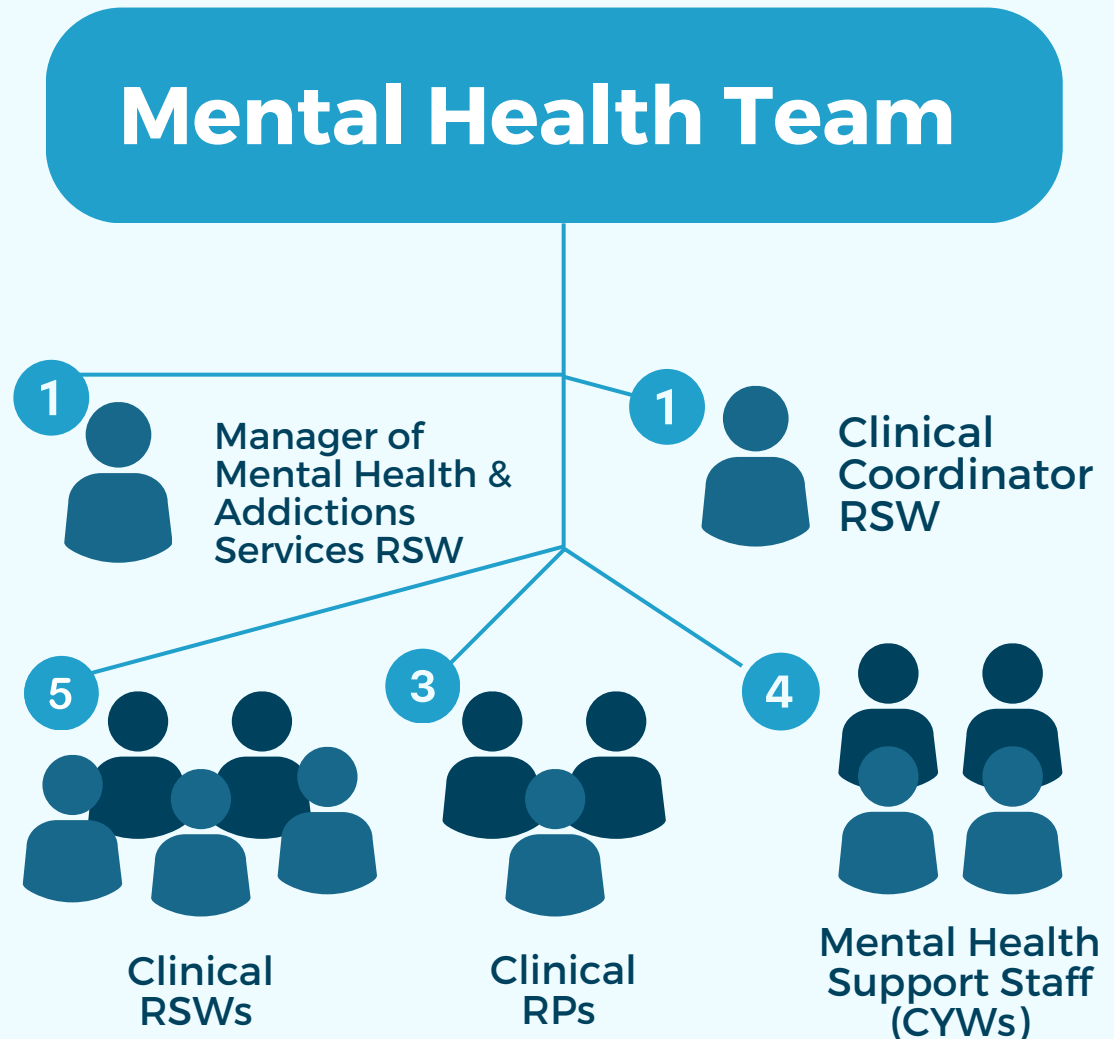 Mental Health Team
1
Manager of
Mental Health &
Addictions
Services RSW
1
Clinical
Coordinator
RSW
5
Clinical
RSWs
3
Clinical
RPs
4
Mental Health
Support Staff
(CYWs)